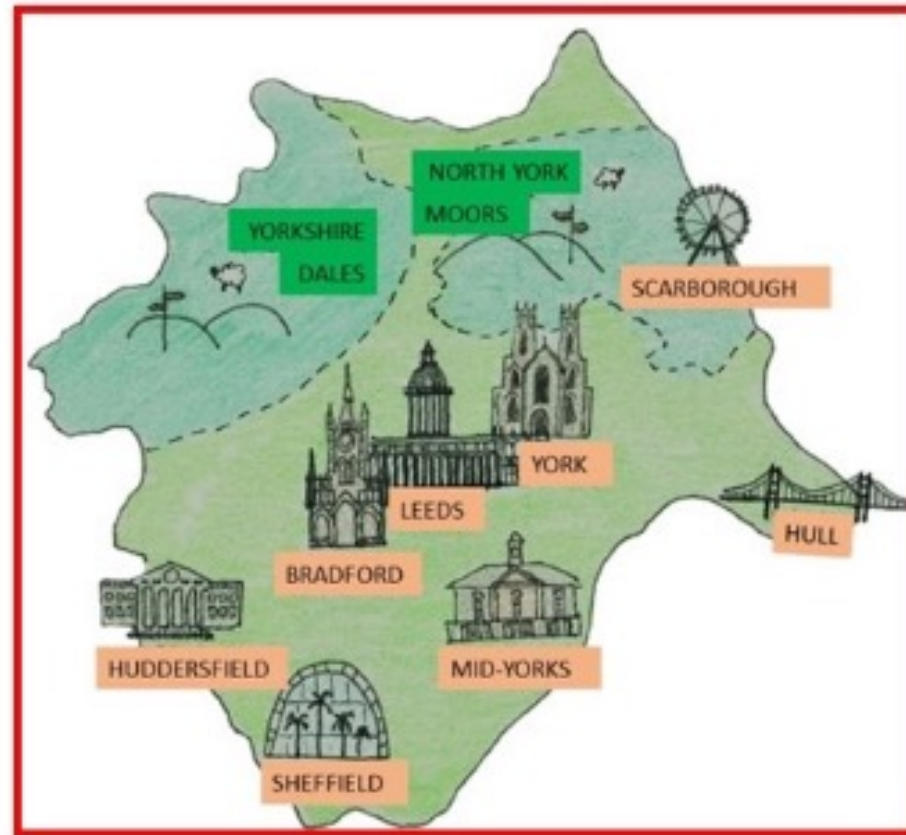 NORTH YORK
MOORS
YORKSHIRE
DALES
SCARBOROUGH
YORK
LEEDS
HULL
BRADFORD
HUDDERSFIELD
MID-YORKS
SHEFFIELD